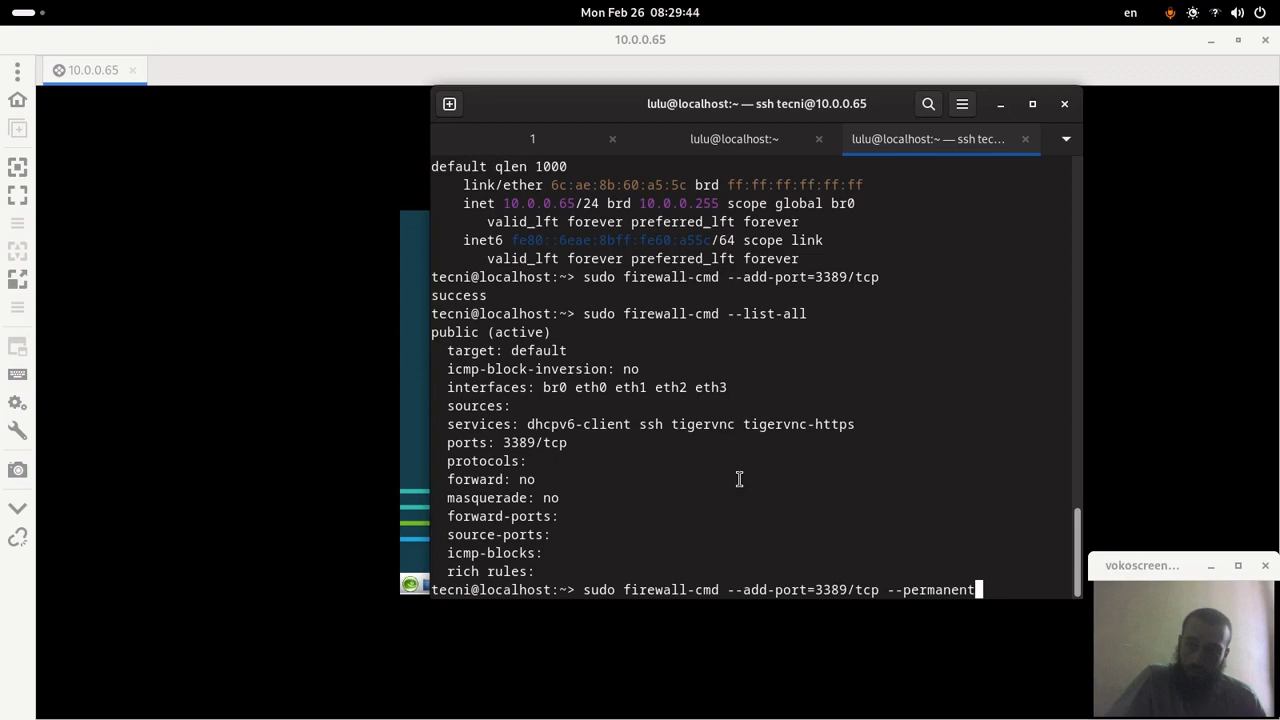 Mon Feb 26 08:29:44
en
10.0.0.65
10.0.0.65
lulu@localhost:~ — ssh tecni@10.0.0.65
1
lulu@localhost:~
lulu@localhost:~ — ssh tec...
default qlen 1000
link/ether 6c:ae:8b:60:a5:5c brd ff:ff:ff:ff:ff:ff
inet 10.0.0.65/24 brd 10.0.0.255 scope global br0
valid_lft forever preferred_lft forever
inet6 fe80::6eae:8bff:fe60:a55c/64 scope link
valid_lft forever preferred_lft forever
tecni@localhost:~> sudo firewall-cmd --add-port=3389/tcp
success
tecni@localhost:~> sudo firewall-cmd --list-all
public (active)
target: default
icmp-block-inversion: no
interfaces: br0 eth0 eth1 eth2 eth3
sources:
services: dhcpv6-client ssh tigervnc tigervnc-https
ports: 3389/tcp
protocols:
forward: no
masquerade: no
forward-ports:
source-ports:
icmp-blocks:
rich rules:
tecni@localhost:~> sudo firewall-cmd --add-port=3389/tcp --permanent
vokoscreen...